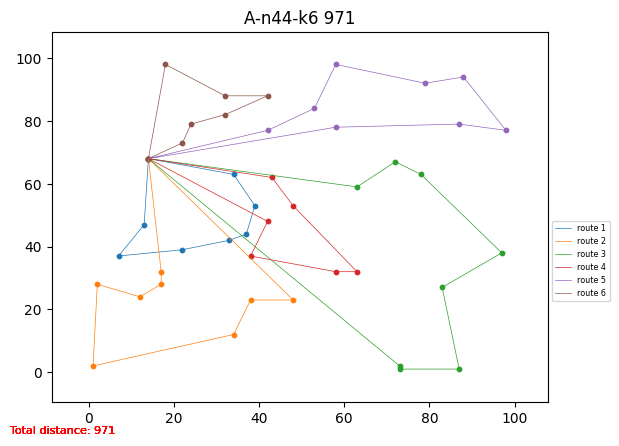 A-n44-k6 971
100
80
60
40
20
0
0 20 40 60 80 100
route 1
route 2
route 3
route 4
route 5
route 6
Total distance: 971